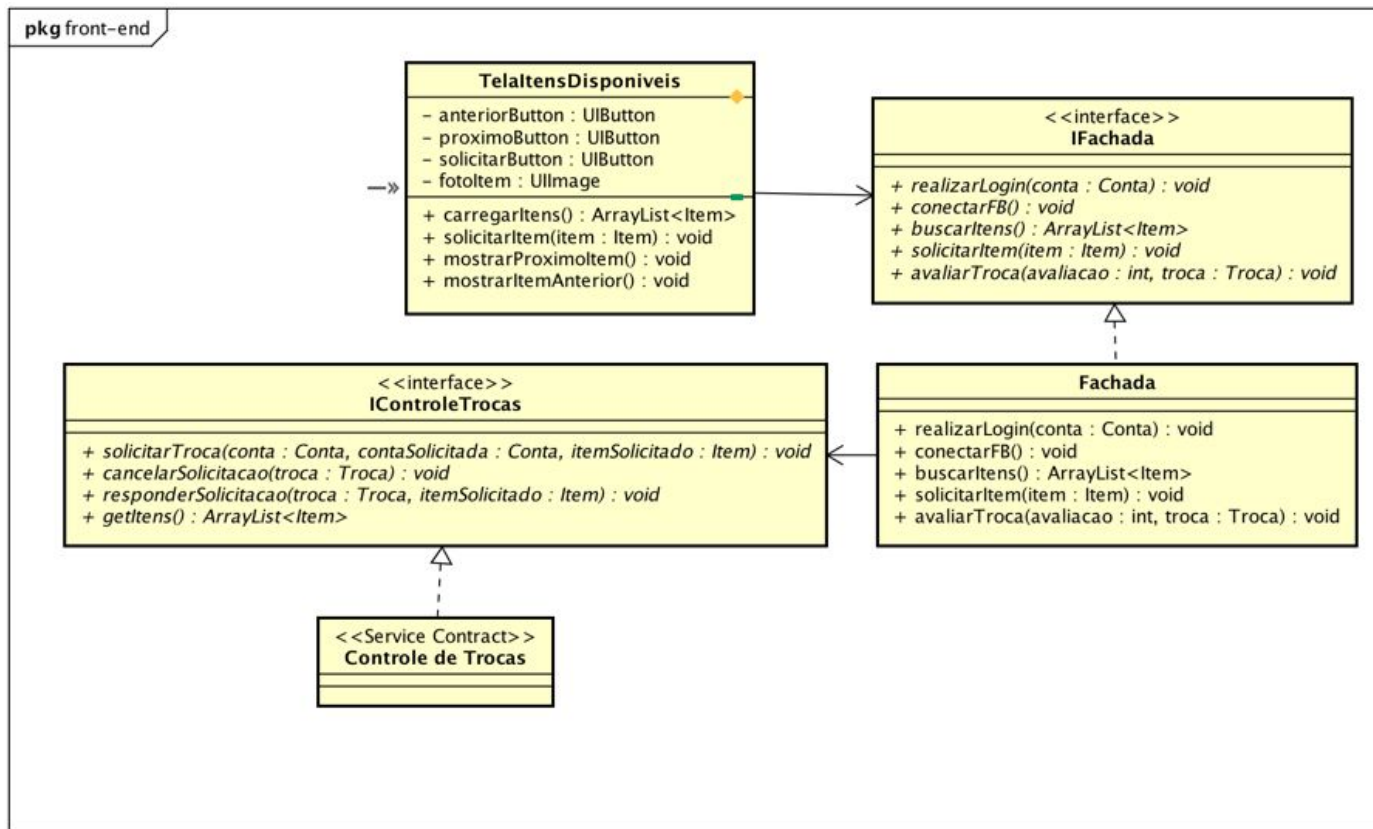 pkg front-end
TelaItensDisponiveis
- anteriorButton : UIButton
- proximoButton : UIButton
- solicitarButton : UIButton
- fotoItem : UIImage
+ carregarItens() : ArrayList<Item>
+ solicitarItem(item : Item) : void
+ mostrarProximoItem() : void
+ mostrarItemAnterior() : void
<<interface>>
IFachada
+ realizarLogin(conta : Conta) : void
+ conectarFB() : void
+ buscarItens() : ArrayList<Item>
+ solicitarItem(item : Item) : void
+ avaliarTroca(avaliacao : int, troca : Troca) : void
<<interface>>
IControleTrocas
+ solicitarTroca(conta : Conta, contaSolicitada : Conta, itemSolicitado : Item) : void
+ cancelarSolicitacao(troca : Troca) : void
+ responderSolicitacao(troca : Troca, itemSolicitado : Item) : void
+ getItens() : ArrayList<Item>
Fachada
+ realizarLogin(conta : Conta) : void
+ conectarFB() : void
+ buscarItens() : ArrayList<Item>
+ solicitarItem(item : Item) : void
+ avaliarTroca(avaliacao : int, troca : Troca) : void
<<Service Contract>>
Controle de Trocas